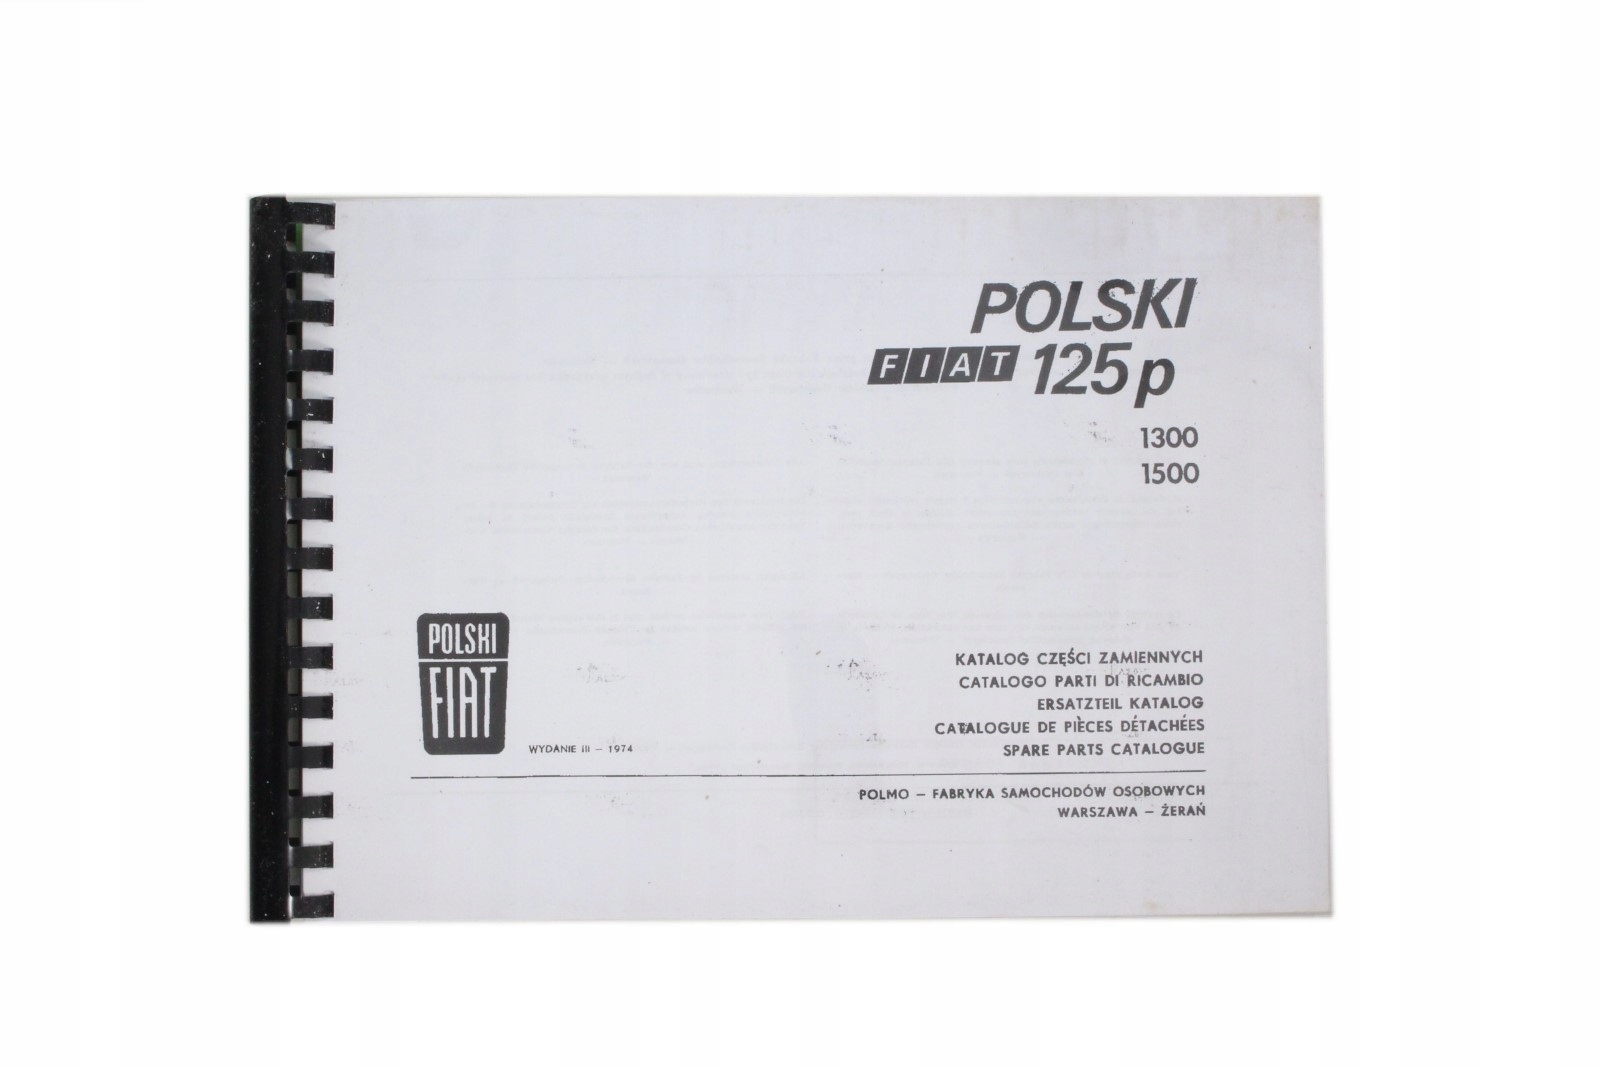 POLSKI
FIAT 125p
1300
1500
POLSKI
FIAT
WYDANIE III – 1974
KATALOG CZĘŚCI ZAMIENNYCH
CATALOGO PARTI DI RICAMBIO
ERSATZTEIL KATALOG
CATALOGUE DE PIÈCES DÉTACHÉES
SPARE PARTS CATALOGUE
POLMO – FABRYKA SAMOCHODÓW OSOBOWYCH
WARSZAWA – ŻERAŃ